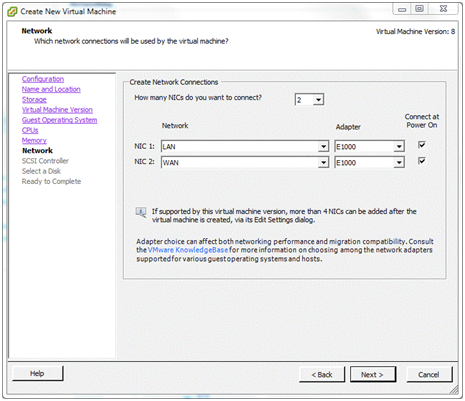 Create New Virtual Machine
Network
Which network connections will be used by the virtual machine?
Virtual Machine Version: 8
Configuration
Name and Location
Storage
Virtual Machine Version
Guest Operating System
CPUs
Memory
Network
SCSI Controller
Select a Disk
Ready to Complete
Create Network Connections
How many NICs do you want to connect? 2
Network Adapter Connect at Power On
NIC 1: LAN E1000
NIC 2: WAN E1000
If supported by this virtual machine version, more than 4 NICs can be added after the
virtual machine is created, via its Edit Settings dialog.
Adapter choice can affect both networking performance and migration compatibility. Consult
the VMware KnowledgeBase for more information on choosing among the network adapters
supported for various guest operating systems and hosts.
Help < Back Next > Cancel